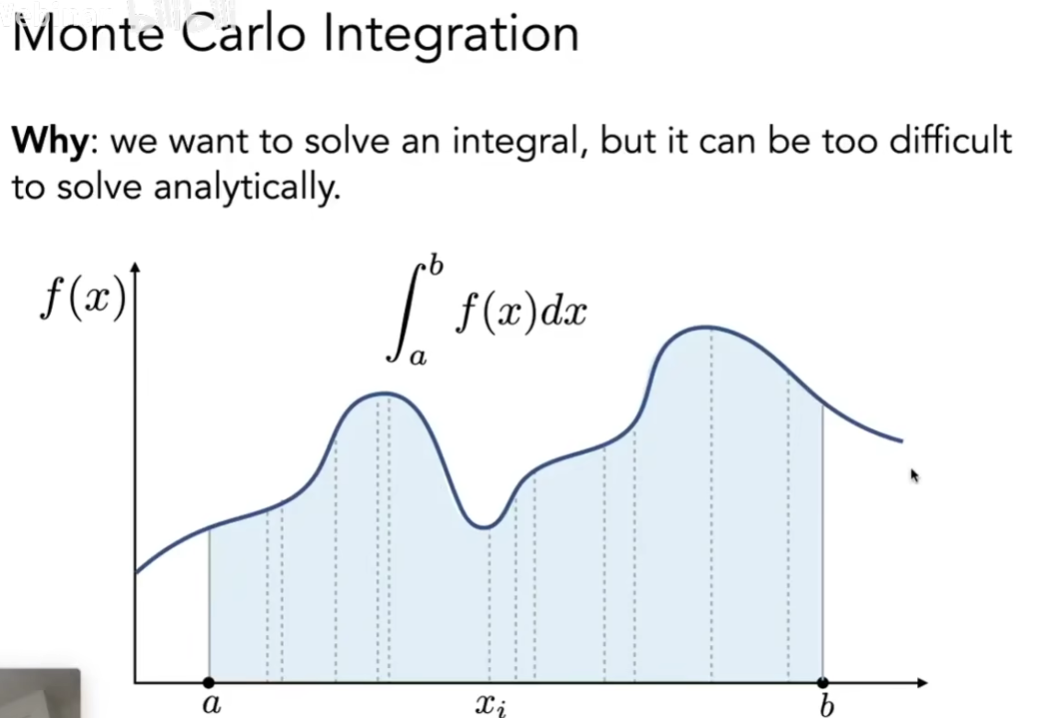 Monte Carlo Integration
Why: we want to solve an integral, but it can be too difficult
to solve analytically.
f(x)
∫_a^b f(x)dx
a
x_i
b